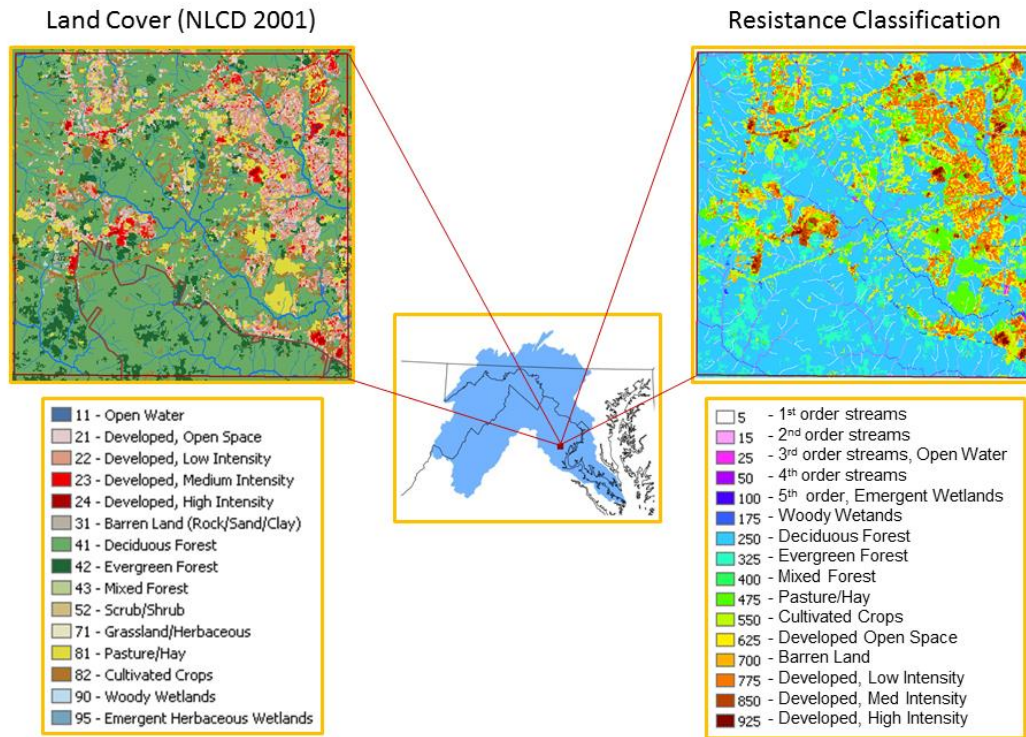 Land Cover (NLCD 2001)
Resistance Classification
11 - Open Water
21 - Developed, Open Space
22 - Developed, Low Intensity
23 - Developed, Medium Intensity
24 - Developed, High Intensity
31 - Barren Land (Rock/Sand/Clay)
41 - Deciduous Forest
42 - Evergreen Forest
43 - Mixed Forest
52 - Scrub/Shrub
71 - Grassland/Herbaceous
81 - Pasture/Hay
82 - Cultivated Crops
90 - Woody Wetlands
95 - Emergent Herbaceous Wetlands
5 - 1st order streams
15 - 2nd order streams
25 - 3rd order streams, Open Water
50 - 4th order streams
100 - 5th order, Emergent Wetlands
175 - Woody Wetands
250 - Deciduous Forest
325 - Evergreen Forest
400 - Mixed Forest
475 - Pasture/Hay
550 - Cultivated Crops
625 - Developed Open Space
700 - Barren Land
775 - Developed, Low Intensity
850 - Developed, Med Intensity
925 - Developed, High Intensity